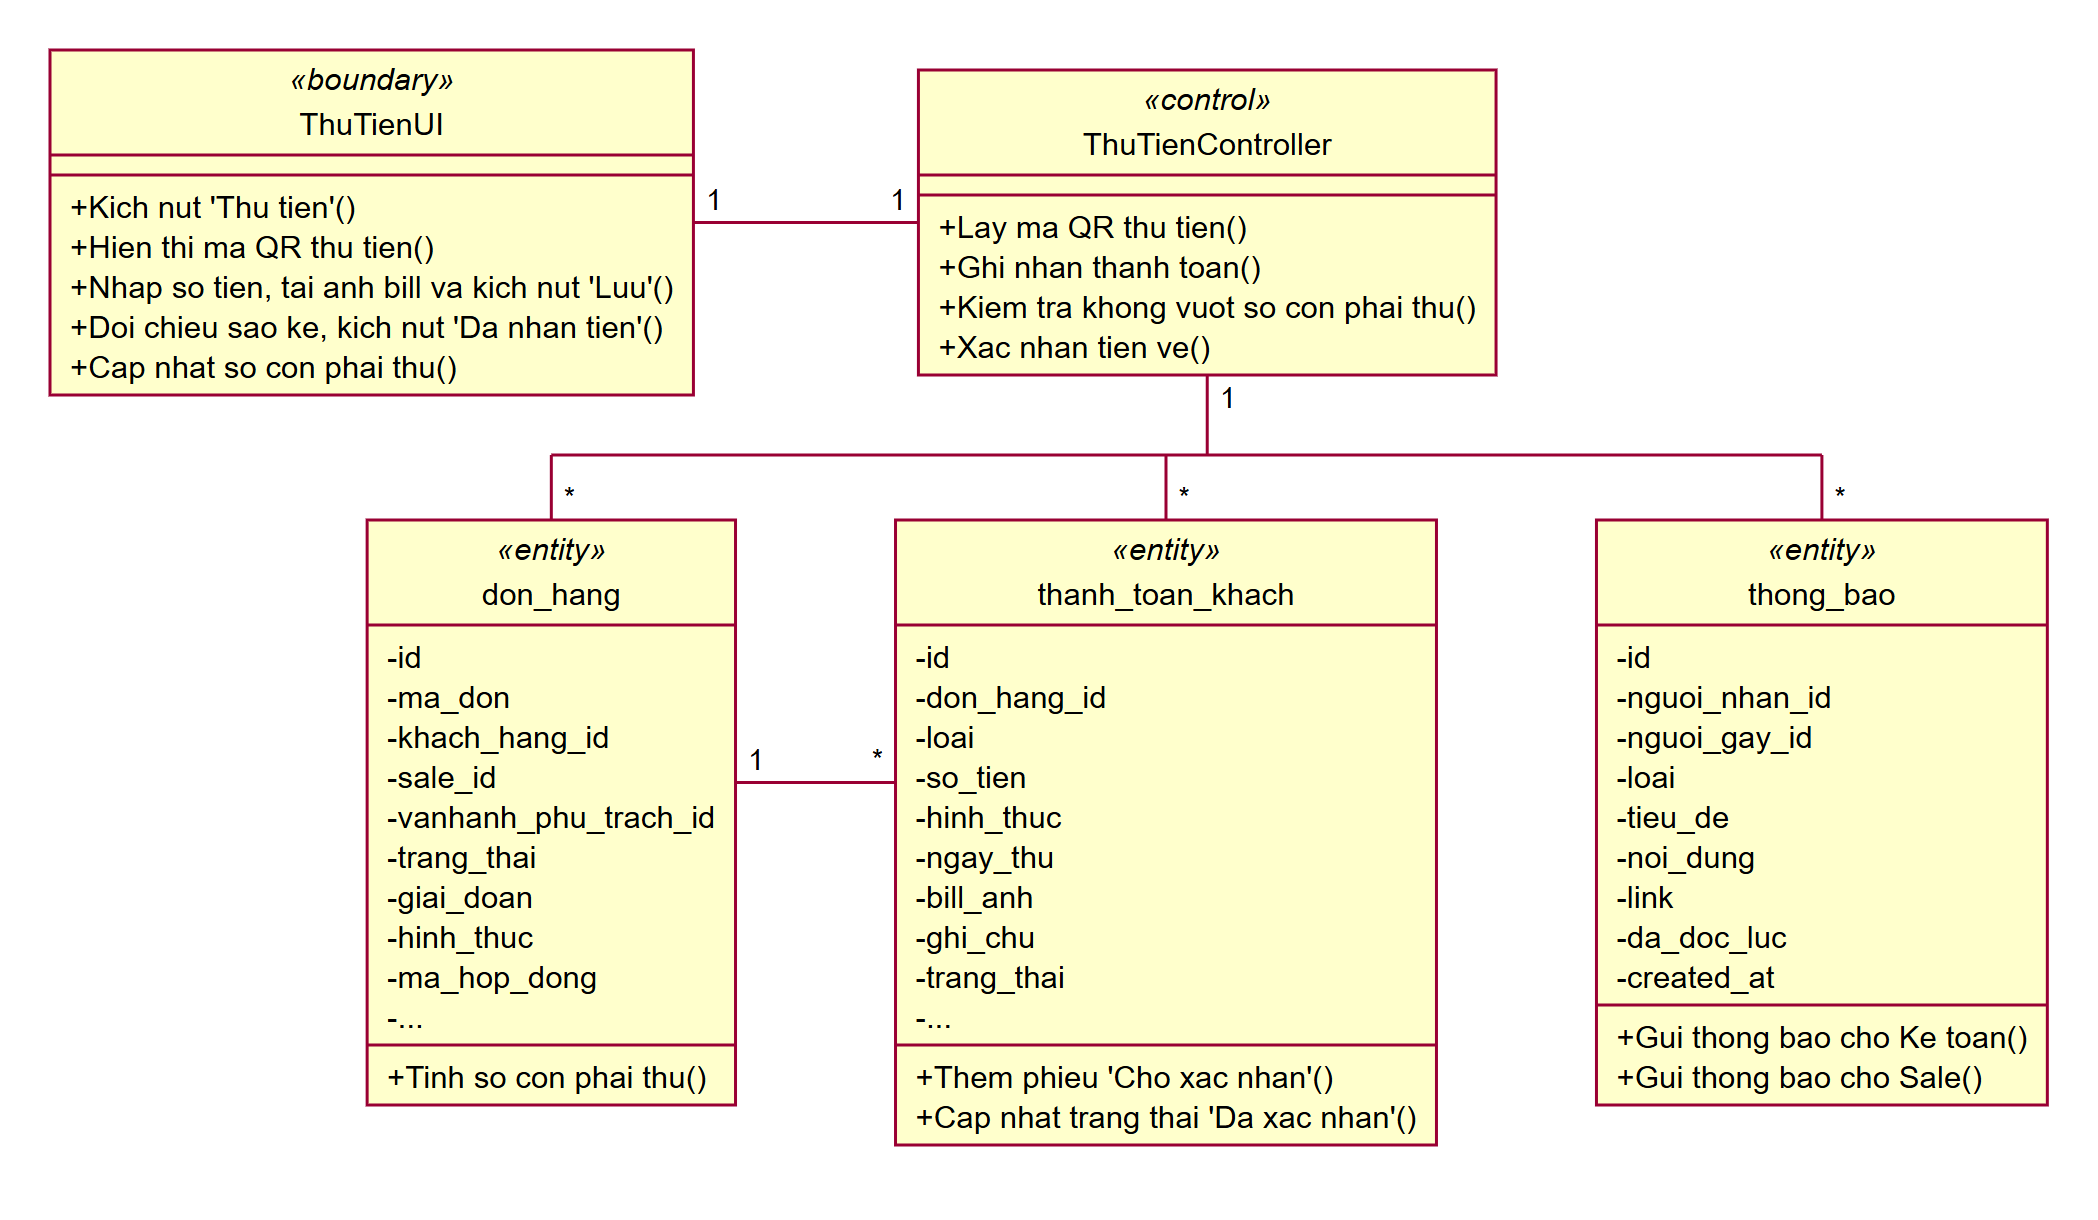 «boundary»
ThuTienUI
+Kich nut 'Thu tien'()
+Hien thi ma QR thu tien()
+Nhap so tien, tai anh bill va kich nut 'Luu'()
+Doi chieu sao ke, kich nut 'Da nhan tien'()
+Cap nhat so con phai thu()
1
1
«control»
ThuTienController
+Lay ma QR thu tien()
+Ghi nhan thanh toan()
+Kiem tra khong vuot so con phai thu()
+Xac nhan tien ve()
1
*
*
*
«entity»
don_hang
-id
-ma_don
-khach_hang_id
-sale_id
-vanhanh_phu_trach_id
-trang_thai
-giai_doan
-hinh_thuc
-ma_hop_dong
-...
+Tinh so con phai thu()
1
*
«entity»
thanh_toan_khach
-id
-don_hang_id
-loai
-so_tien
-hinh_thuc
-ngay_thu
-bill_anh
-ghi_chu
-trang_thai
-...
+Them phieu 'Cho xac nhan'()
+Cap nhat trang thai 'Da xac nhan'()
«entity»
thong_bao
-id
-nguoi_nhan_id
-nguoi_gay_id
-loai
-tieu_de
-noi_dung
-link
-da_doc_luc
-created_at
+Gui thong bao cho Ke toan()
+Gui thong bao cho Sale()